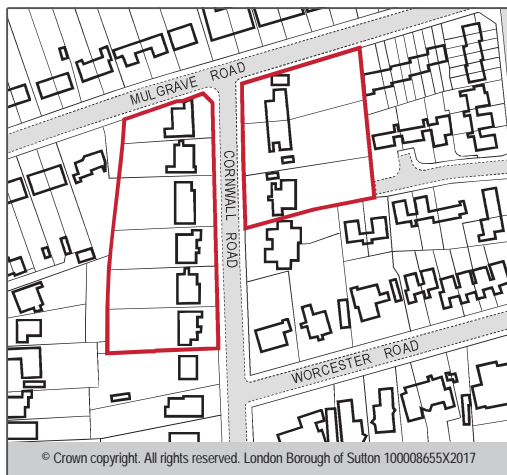 MULGRAVE ROAD
CORNWALL ROAD
WORCESTER ROAD
© Crown copyright. All rights reserved. London Borough of Sutton 100008655X2017